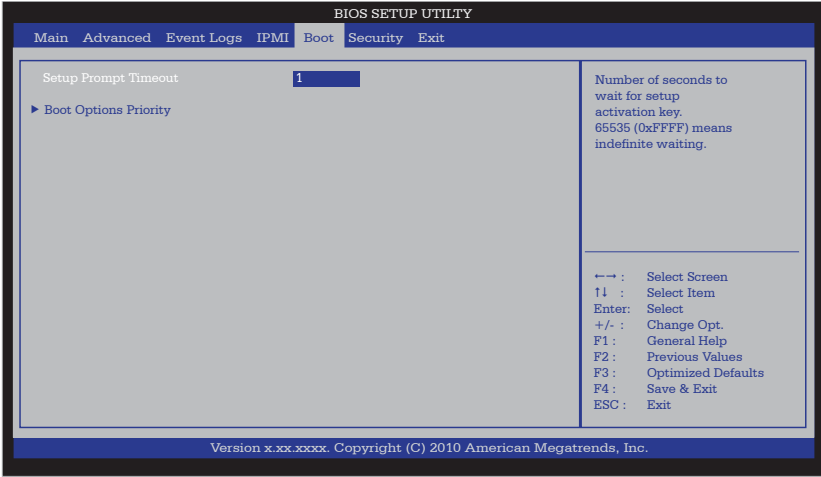 BIOS SETUP UTILTY
Main Advanced Event Logs IPMI Boot Security Exit
Setup Prompt Timeout 1
▶ Boot Options Priority
Number of seconds to
wait for setup
activation key.
65535 (0xFFFF) means
indefinite waiting.
←→ : Select Screen
↑↓ : Select Item
Enter: Select
+/- : Change Opt.
F1 : General Help
F2 : Previous Values
F3 : Optimized Defaults
F4 : Save & Exit
ESC : Exit
Version x.xx.xxxx. Copyright (C) 2010 American Megatrends, Inc.